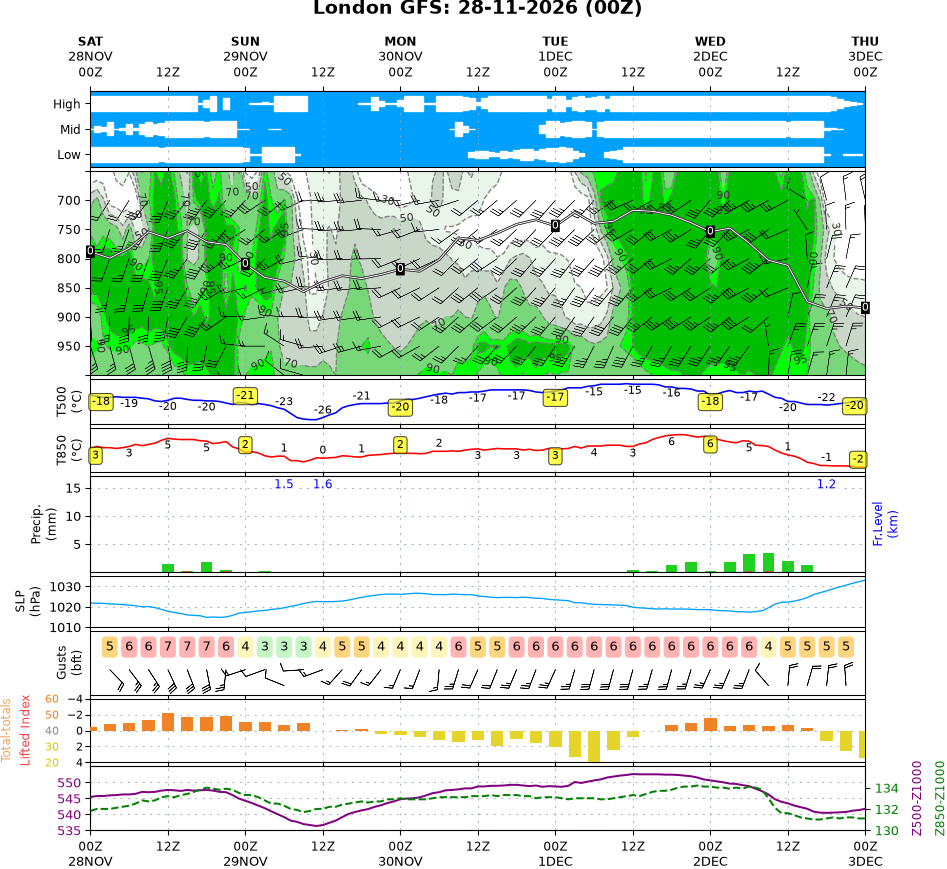 London GFS: 28-11-2026 (00Z)
SAT SUN MON TUE WED THU
28NOV 29NOV 30NOV 1DEC 2DEC 3DEC
00Z 12Z 00Z 12Z 00Z 12Z 00Z 12Z 00Z 12Z 00Z
High
Mid
Low
700
750
800
850
900
950
0 0 0 0 0 0
T500
(°C)
-18 -19 -20 -20 -21 -23 -26 -21 -20 -18 -17 -17 -17 -15 -15 -16 -18 -17 -20 -22 -20
T850
(°C)
3 3 5 5 2 1 0 1 2 2 3 3 3 4 3 6 6 5 1 -1 -2
Precip.
(mm)
15
10
5
1.5 1.6 1.2
Fr.Level
(km)
SLP
(hPa)
1030
1020
1010
Gusts
(bft)
5 6 6 7 7 7 6 4 3 3 3 4 5 5 4 4 4 4 6 5 5 6 6 6 6 6 6 6 6 6 6 6 6 6 4 5 5 5 5
Total-totals
Lifted Index
60 −4
50 −2
40 0
30 2
20 4
550
545
540
535
134
132
130
Z500-Z1000
Z850-Z1000
00Z 12Z 00Z 12Z 00Z 12Z 00Z 12Z 00Z 12Z 00Z
28NOV 29NOV 30NOV 1DEC 2DEC 3DEC